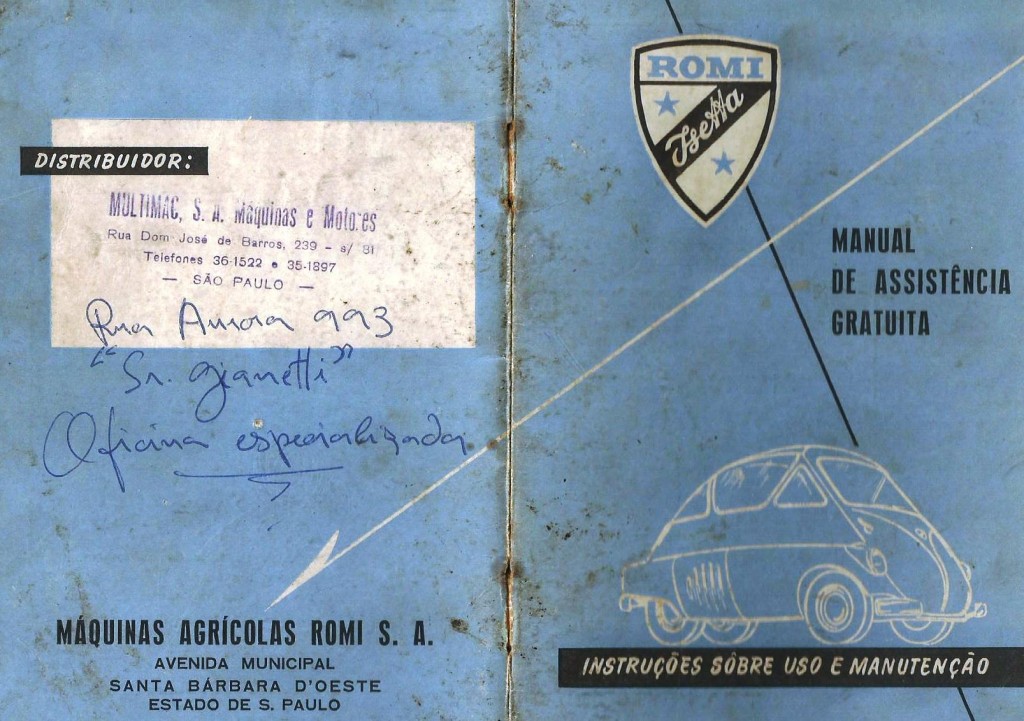 DISTRIBUIDOR:
MULTIMAC, S. A. Máquinas e Motores
Rua Dom José de Barros, 239 - s/ 81
Telefones 36-1522 e 35-1897
— SÃO PAULO —
Rua Aurora 993
"Sr. Gianetti"
Oficina especializada
MÁQUINAS AGRÍCOLAS ROMI S. A.
AVENIDA MUNICIPAL
SANTA BÁRBARA D'OESTE
ESTADO DE S. PAULO
ROMI
Isetta
MANUAL
DE ASSISTÊNCIA
GRATUITA
INSTRUÇÕES SÔBRE USO E MANUTENÇÃO